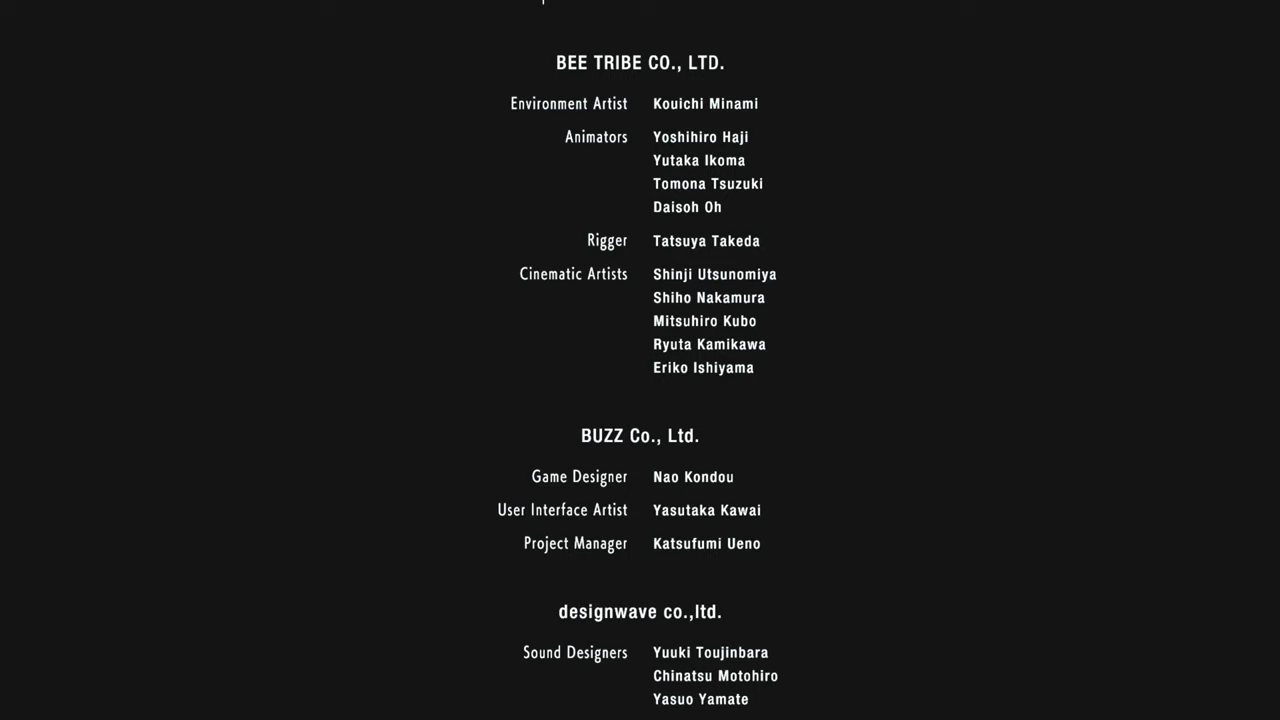 BEE TRIBE CO., LTD.
Environment Artist Kouichi Minami
Animators Yoshihiro Haji
Yutaka Ikoma
Tomona Tsuzuki
Daisoh Oh
Rigger Tatsuya Takeda
Cinematic Artists Shinji Utsunomiya
Shiho Nakamura
Mitsuhiro Kubo
Ryuta Kamikawa
Eriko Ishiyama
BUZZ Co., Ltd.
Game Designer Nao Kondou
User Interface Artist Yasutaka Kawai
Project Manager Katsufumi Ueno
designwave co.,ltd.
Sound Designers Yuuki Toujinbara
Chinatsu Motohiro
Yasuo Yamate